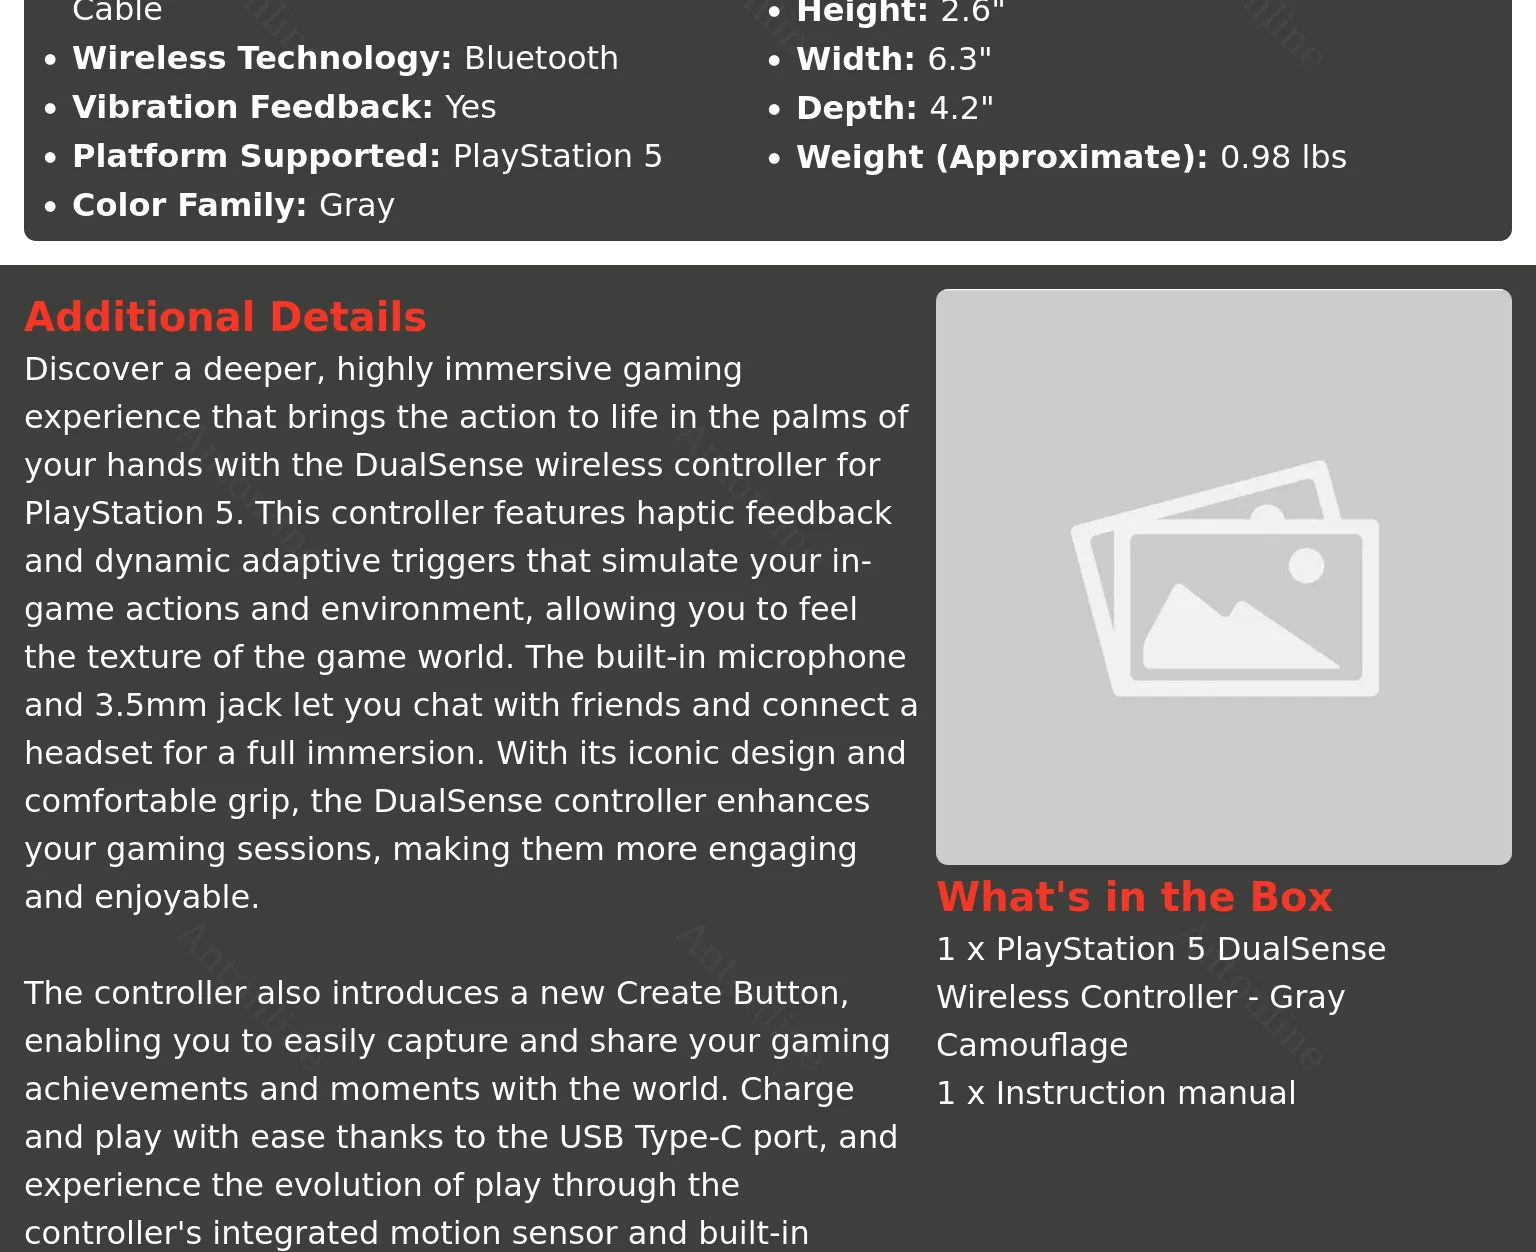 Cable
Wireless Technology: Bluetooth
Vibration Feedback: Yes
Platform Supported: PlayStation 5
Color Family: Gray
Height: 2.6"
Width: 6.3"
Depth: 4.2"
Weight (Approximate): 0.98 lbs
Additional Details
Discover a deeper, highly immersive gaming
experience that brings the action to life in the palms of
your hands with the DualSense wireless controller for
PlayStation 5. This controller features haptic feedback
and dynamic adaptive triggers that simulate your in-
game actions and environment, allowing you to feel
the texture of the game world. The built-in microphone
and 3.5mm jack let you chat with friends and connect a
headset for a full immersion. With its iconic design and
comfortable grip, the DualSense controller enhances
your gaming sessions, making them more engaging
and enjoyable.
The controller also introduces a new Create Button,
enabling you to easily capture and share your gaming
achievements and moments with the world. Charge
and play with ease thanks to the USB Type-C port, and
experience the evolution of play through the
controller's integrated motion sensor and built-in
What's in the Box
1 x PlayStation 5 DualSense
Wireless Controller - Gray
Camouflage
1 x Instruction manual